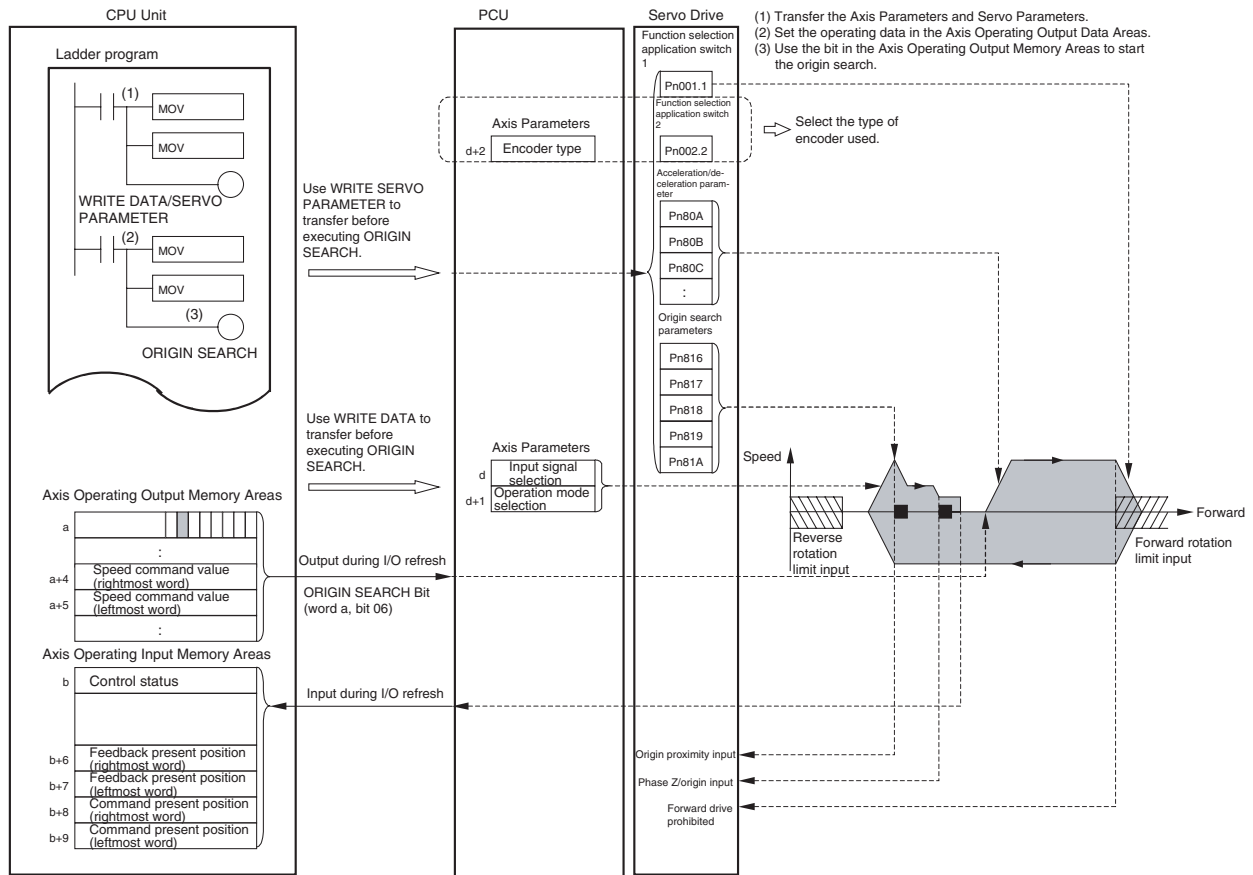 CPU Unit
PCU
Servo Drive
(1) Transfer the Axis Parameters and Servo Parameters.
(2) Set the operating data in the Axis Operating Output Data Areas.
(3) Use the bit in the Axis Operating Output Memory Areas to start
the origin search.
Ladder program
(1)
MOV
MOV
WRITE DATA/SERVO
PARAMETER
(2)
MOV
MOV
(3)
ORIGIN SEARCH
Use WRITE SERVO
PARAMETER to
transfer before
executing ORIGIN
SEARCH.
Use WRITE DATA to
transfer before
executing ORIGIN
SEARCH.
Axis Parameters
d+2 Encoder type
Function selection
application switch
1
Pn001.1
Function selection
application switch
2
Pn002.2
Select the type of
encoder used.
Acceleration/de-
celeration param-
eter
Pn80A
Pn80B
Pn80C
:
Origin search
parameters
Pn816
Pn817
Pn818
Pn819
Pn81A
Axis Parameters
d Input signal
selection
d+1 Operation mode
selection
Speed
Reverse
rotation
limit input
Forward
Forward rotation
limit input
Axis Operating Output Memory Areas
a
:
a+4 Speed command value
(rightmost word)
a+5 Speed command value
(leftmost word)
:
Output during I/O refresh
ORIGIN SEARCH Bit
(word a, bit 06)
Axis Operating Input Memory Areas
b Control status
Input during I/O refresh
b+6 Feedback present position
(rightmost word)
b+7 Feedback present position
(leftmost word)
b+8 Command present position
(rightmost word)
b+9 Command present position
(leftmost word)
Origin proximity input
Phase Z/origin input
Forward drive
prohibited